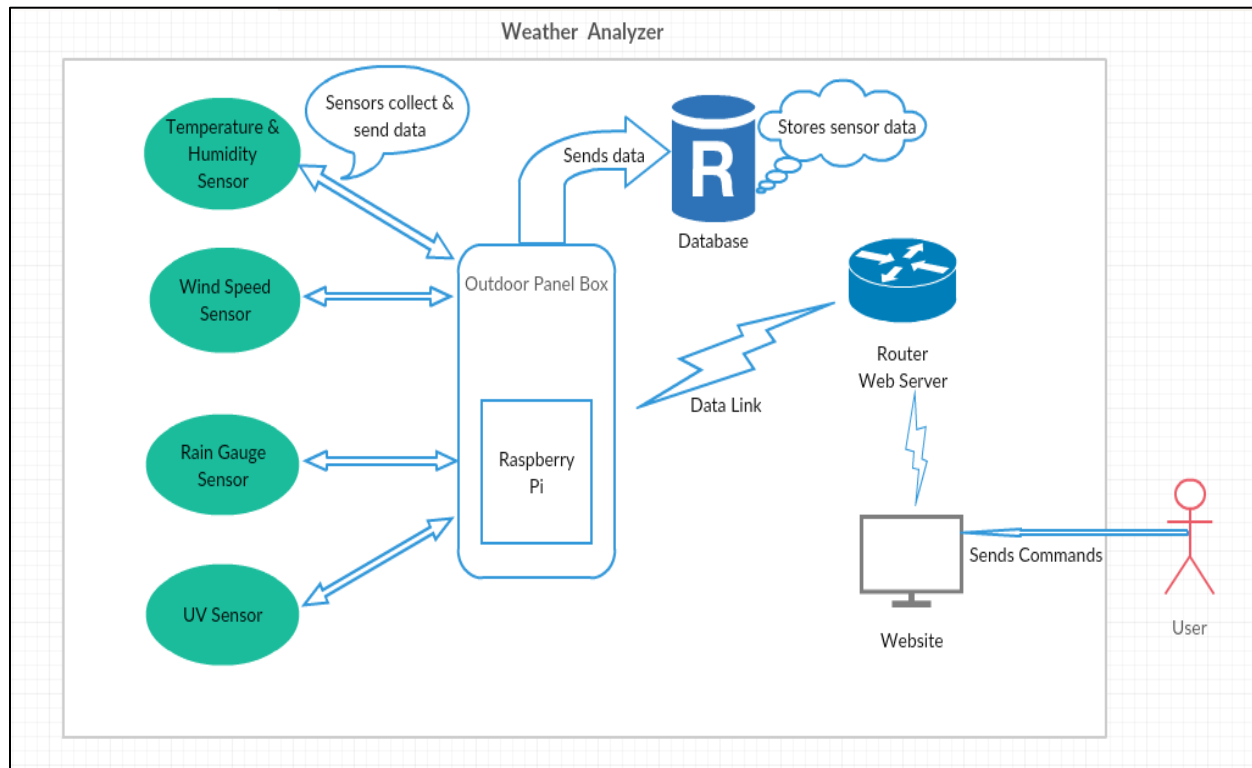 Weather Analyzer
Sensors collect &
send data
Temperature &
Humidity
Sensor
Sends data
R
Stores sensor data
Database
Wind Speed
Sensor
Outdoor Panel Box
Router
Web Server
Data Link
Rain Gauge
Sensor
Raspberry
Pi
Sends Commands
UV Sensor
Website
User